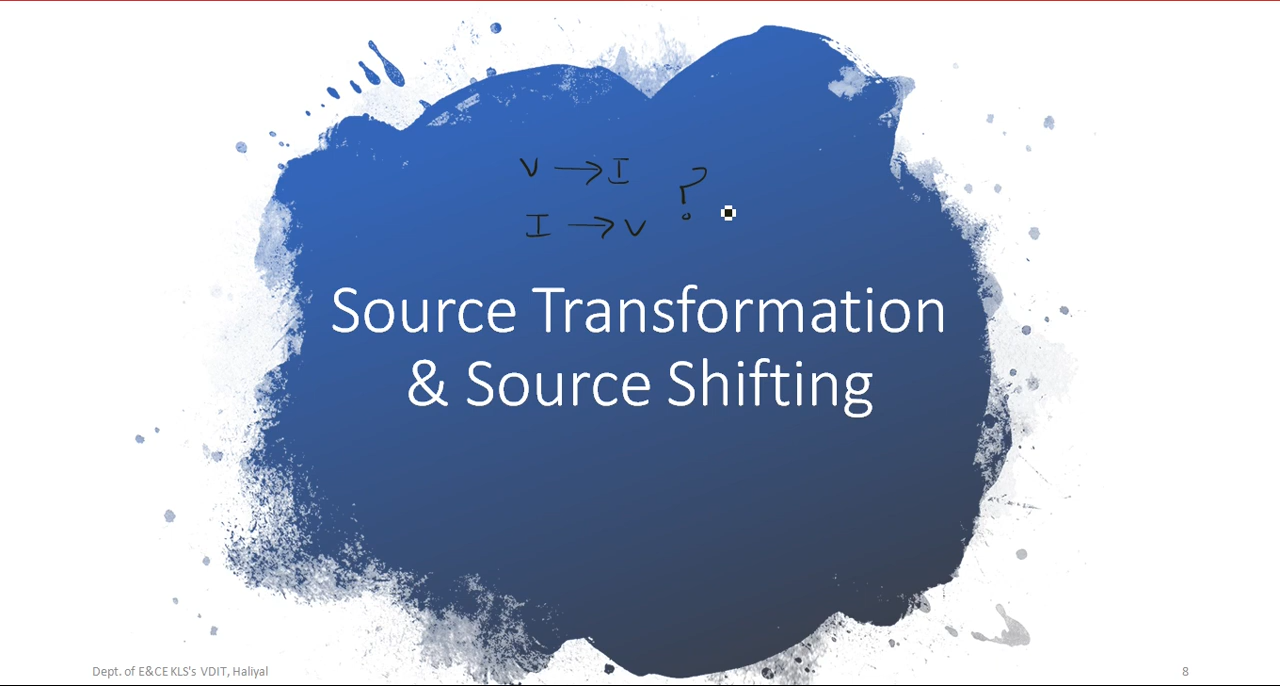 V → I
?
I → V
Source Transformation
& Source Shifting
Dept. of E&CE KLS's VDIT, Haliyal
8